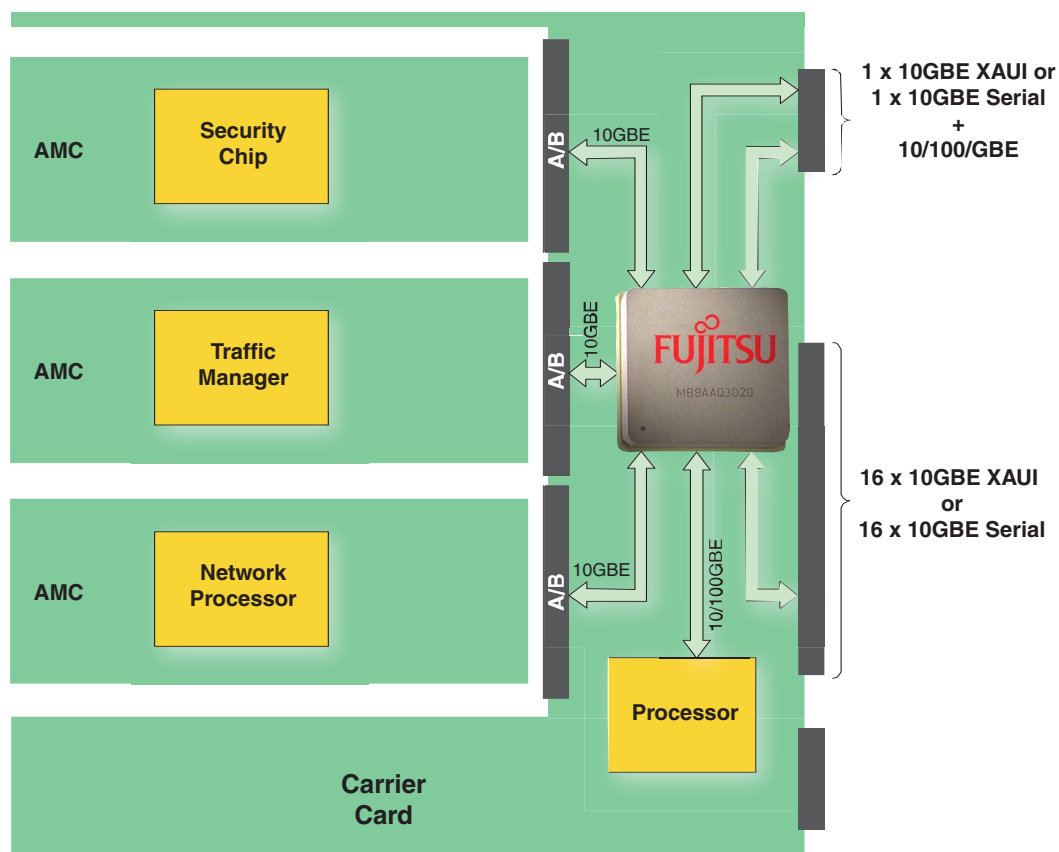 1 x 10GBE XAUI or
1 x 10GBE Serial
+
10/100/GBE
AMC
Security
Chip
A/B
10GBE
AMC
Traffic
Manager
A/B
10GBE
FUJITSU
MB8AAQ3020
16 x 10GBE XAUI
or
16 x 10GBE Serial
AMC
Network
Processor
A/B
10GBE
10/100GBE
Processor
Carrier
Card